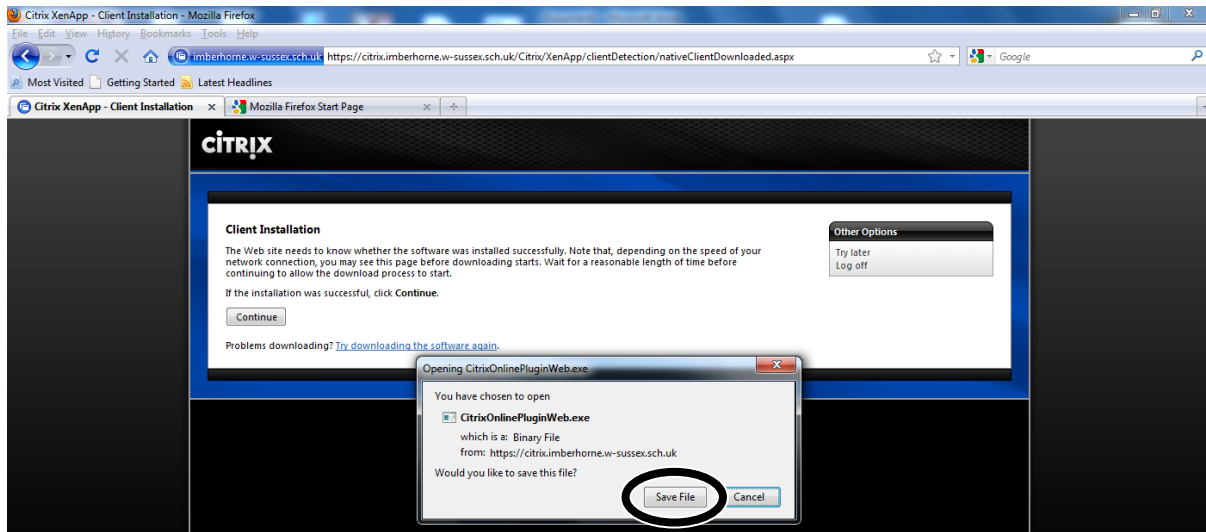 Citrix XenApp - Client Installation - Mozilla Firefox
File Edit View History Bookmarks Tools Help
imberhorne.w-sussex.sch.uk https://citrix.imberhorne.w-sussex.sch.uk/Citrix/XenApp/clientDetection/nativeClientDownloaded.aspx Google
Most Visited Getting Started Latest Headlines
Citrix XenApp - Client Installation Mozilla Firefox Start Page
CITRIX
Client Installation
The Web site needs to know whether the software was installed successfully. Note that, depending on the speed of your
network connection, you may see this page before downloading starts. Wait for a reasonable length of time before
continuing to allow the download process to start.
If the installation was successful, click Continue.
Continue
Problems downloading? Try downloading the software again.
Other Options
Try later
Log off
Opening CitrixOnlinePluginWeb.exe
You have chosen to open
CitrixOnlinePluginWeb.exe
which is a: Binary File
from: https://citrix.imberhorne.w-sussex.sch.uk
Would you like to save this file?
Save File Cancel